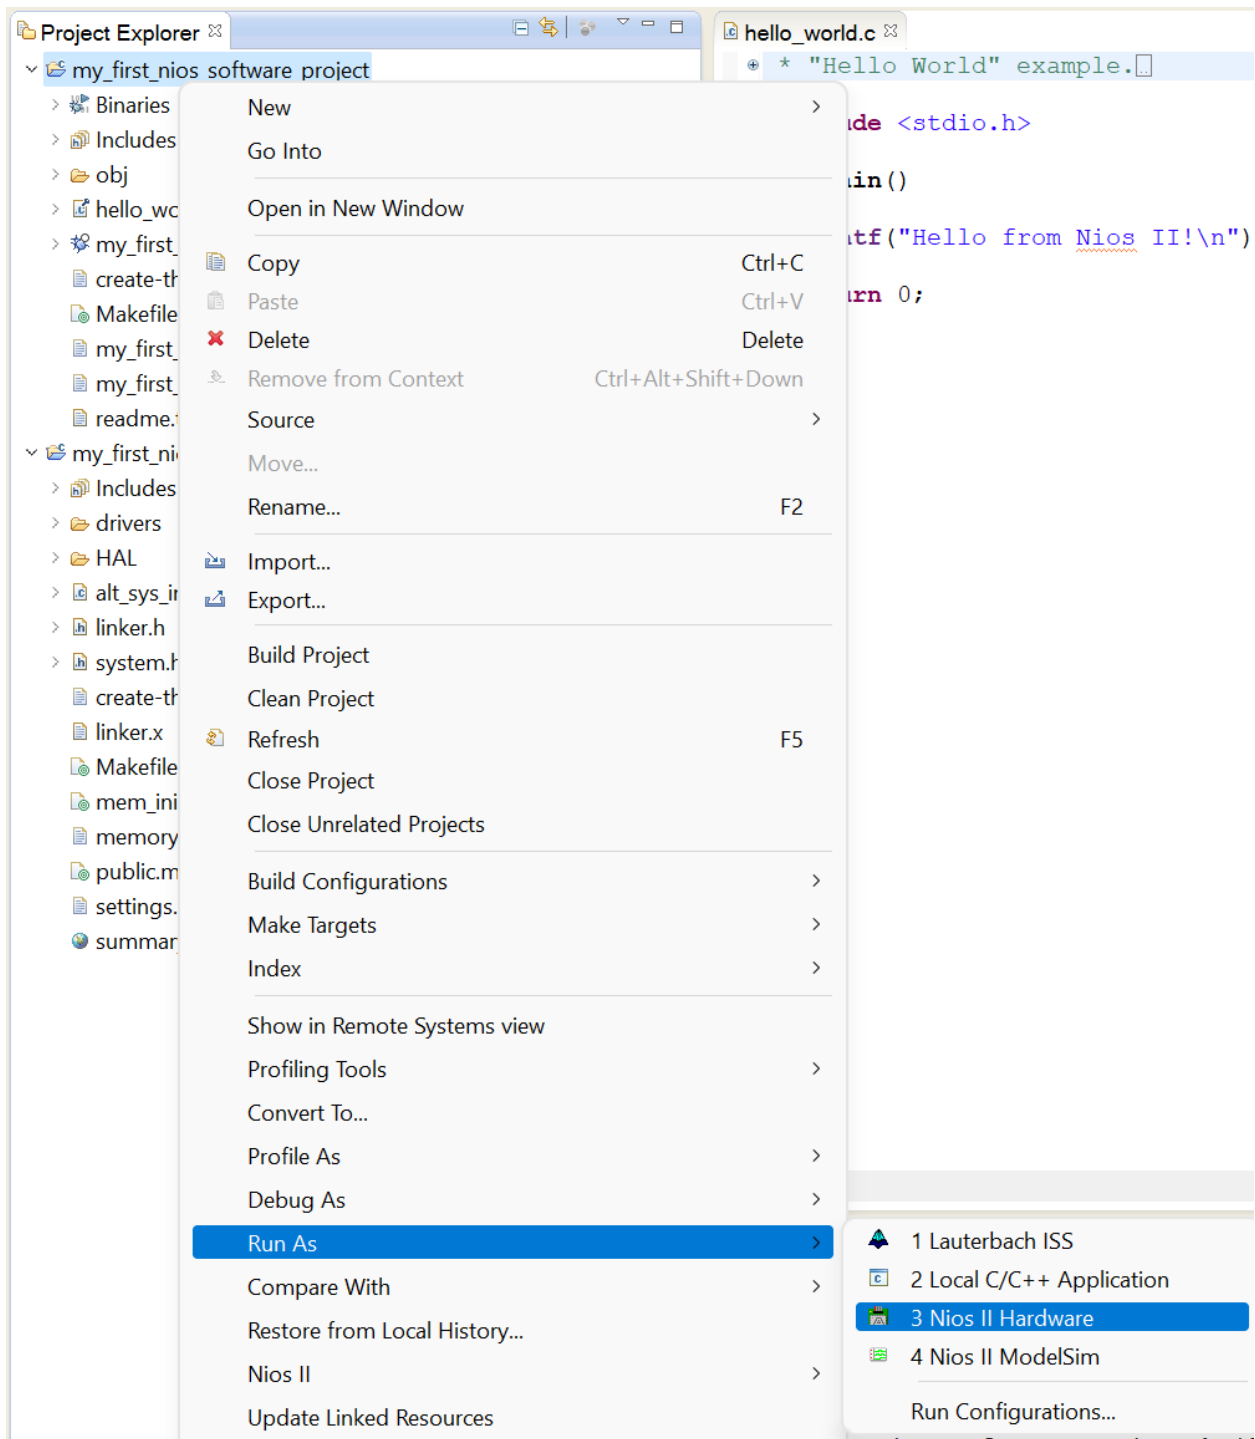 Project Explorer
my_first_nios_software_project
Binaries
Includes
obj
hello_wo
my_first_
create-th
Makefile
my_first_
my_first_
readme.
my_first_ni
Includes
drivers
HAL
alt_sys_i
linker.h
system.h
create-th
linker.x
Makefile
mem_ini
memory
public.m
settings.
summar
New
Go Into
Open in New Window
Copy Ctrl+C
Paste Ctrl+V
Delete Delete
Remove from Context Ctrl+Alt+Shift+Down
Source
Move...
Rename... F2
Import...
Export...
Build Project
Clean Project
Refresh F5
Close Project
Close Unrelated Projects
Build Configurations
Make Targets
Index
Show in Remote Systems view
Profiling Tools
Convert To...
Profile As
Debug As
Run As
Compare With
Restore from Local History...
Nios II
Update Linked Resources
1 Lauterbach ISS
2 Local C/C++ Application
3 Nios II Hardware
4 Nios II ModelSim
Run Configurations...
hello_world.c
* "Hello World" example.
ude <stdio.h>
ain()
ntf("Hello from Nios II!\n")
urn 0;